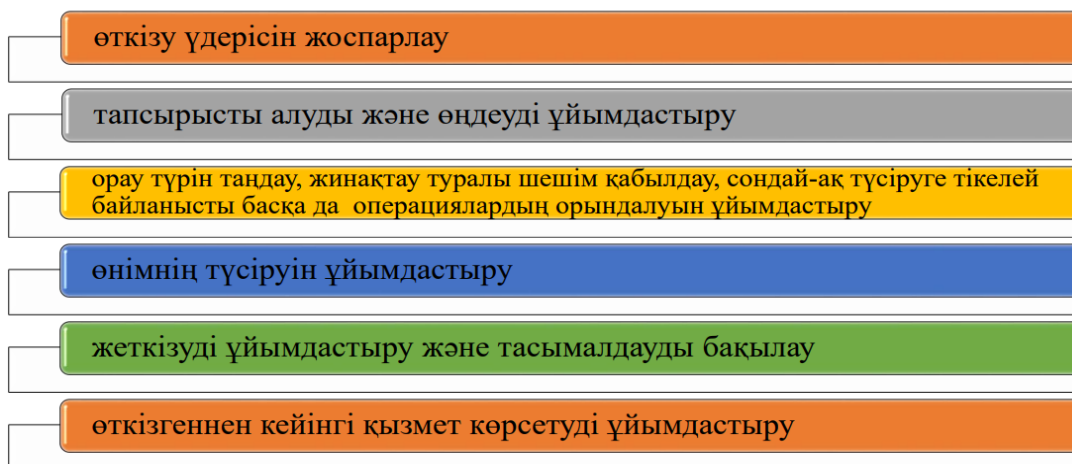 өткізу үдерісін жоспарлау
тапсырысты алуды және өңдеуді ұйымдастыру
орау түрін таңдау, жинақтау туралы шешім қабылдау, сондай-ақ түсіруге тікелей
байланысты басқа да операциялардың орындалуын ұйымдастыру
өнімнің түсіруін ұйымдастыру
жеткізуді ұйымдастыру және тасымалдауды бақылау
өткізгеннен кейінгі қызмет көрсетуді ұйымдастыру